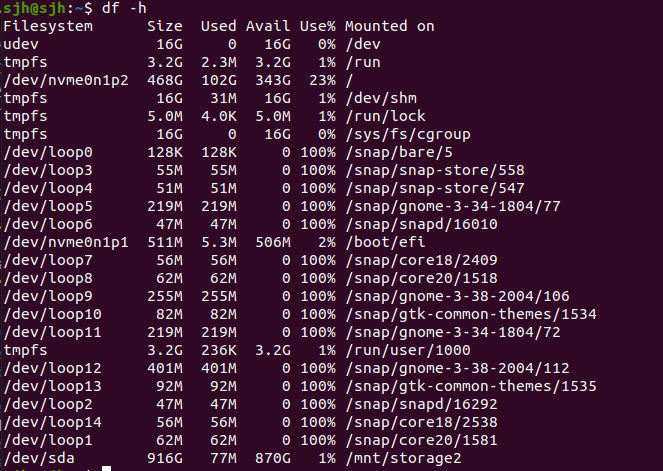 sjh@sjh:~$ df -h
Filesystem Size Used Avail Use% Mounted on
udev 16G 0 16G 0% /dev
tmpfs 3.2G 2.3M 3.2G 1% /run
/dev/nvme0n1p2 468G 102G 343G 23% /
tmpfs 16G 31M 16G 1% /dev/shm
tmpfs 5.0M 4.0K 5.0M 1% /run/lock
tmpfs 16G 0 16G 0% /sys/fs/cgroup
/dev/loop0 128K 128K 0 100% /snap/bare/5
/dev/loop3 55M 55M 0 100% /snap/snap-store/558
/dev/loop4 51M 51M 0 100% /snap/snap-store/547
/dev/loop5 219M 219M 0 100% /snap/gnome-3-34-1804/77
/dev/loop6 47M 47M 0 100% /snap/snapd/16010
/dev/nvme0n1p1 511M 5.3M 506M 2% /boot/efi
/dev/loop7 56M 56M 0 100% /snap/core18/2409
/dev/loop8 62M 62M 0 100% /snap/core20/1518
/dev/loop9 255M 255M 0 100% /snap/gnome-3-38-2004/106
/dev/loop10 82M 82M 0 100% /snap/gtk-common-themes/1534
/dev/loop11 219M 219M 0 100% /snap/gnome-3-34-1804/72
tmpfs 3.2G 236K 3.2G 1% /run/user/1000
/dev/loop12 401M 401M 0 100% /snap/gnome-3-38-2004/112
/dev/loop13 92M 92M 0 100% /snap/gtk-common-themes/1535
/dev/loop2 47M 47M 0 100% /snap/snapd/16292
/dev/loop14 56M 56M 0 100% /snap/core18/2538
/dev/loop1 62M 62M 0 100% /snap/core20/1581
/dev/sda 916G 77M 870G 1% /mnt/storage2